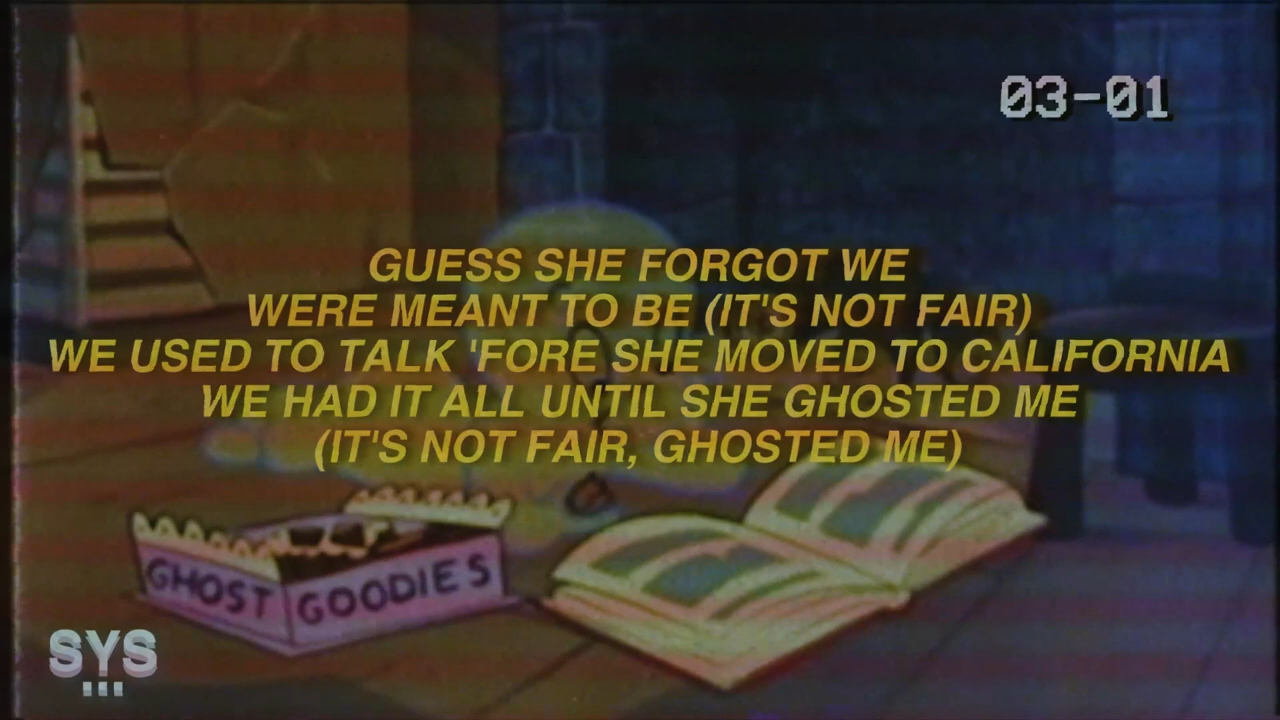 03-01
GUESS SHE FORGOT WE
WERE MEANT TO BE (IT'S NOT FAIR)
WE USED TO TALK 'FORE SHE MOVED TO CALIFORNIA
WE HAD IT ALL UNTIL SHE GHOSTED ME
(IT'S NOT FAIR, GHOSTED ME)
GHOST GOODIES
SYS